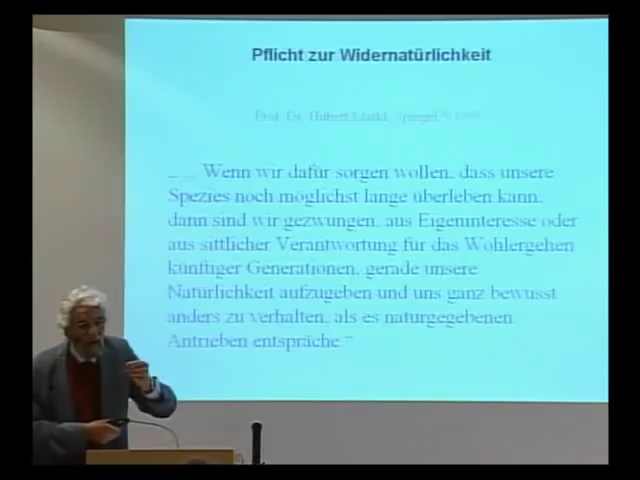 Pflicht zur Widernatürlichkeit
Prof. Dr. Hubert Markl, Spiegel
„ ... Wenn wir dafür sorgen wollen, dass unsere
Spezies noch möglichst lange überleben kann,
dann sind wir gezwungen, aus Eigeninteresse oder
aus sittlicher Verantwortung für das Wohlergehen
künftiger Generationen, gerade unsere
Natürlichkeit aufzugeben und uns ganz bewusst
anders zu verhalten, als es naturgegebenen
Antrieben entspräche "